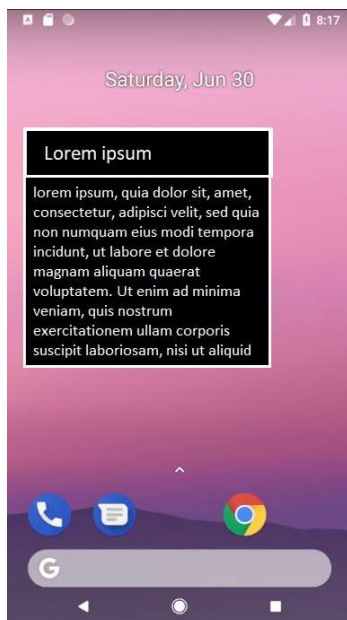 8:17
Saturday, Jun 30
Lorem ipsum
lorem ipsum, quia dolor sit, amet,
consectetur, adipisci velit, sed quia
non numquam eius modi tempora
incidunt, ut labore et dolore
magnam aliquam quaerat
voluptatem. Ut enim ad minima
veniam, quis nostrum
exercitationem ullam corporis
suscipit laboriosam, nisi ut aliquid
G